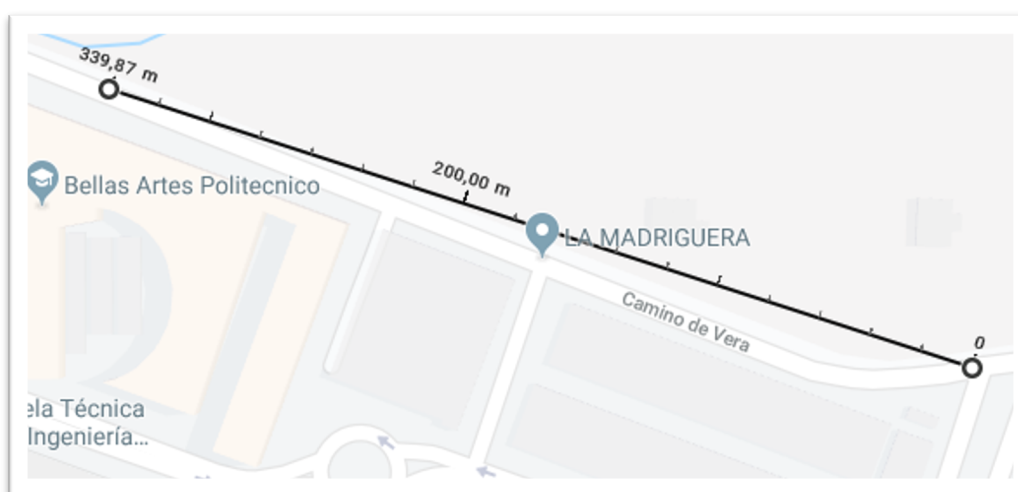 339,87 m
Bellas Artes Politecnico
200,00 m
LA MADRIGUERA
Camino de Vera
0
ela Técnica
Ingeniería...